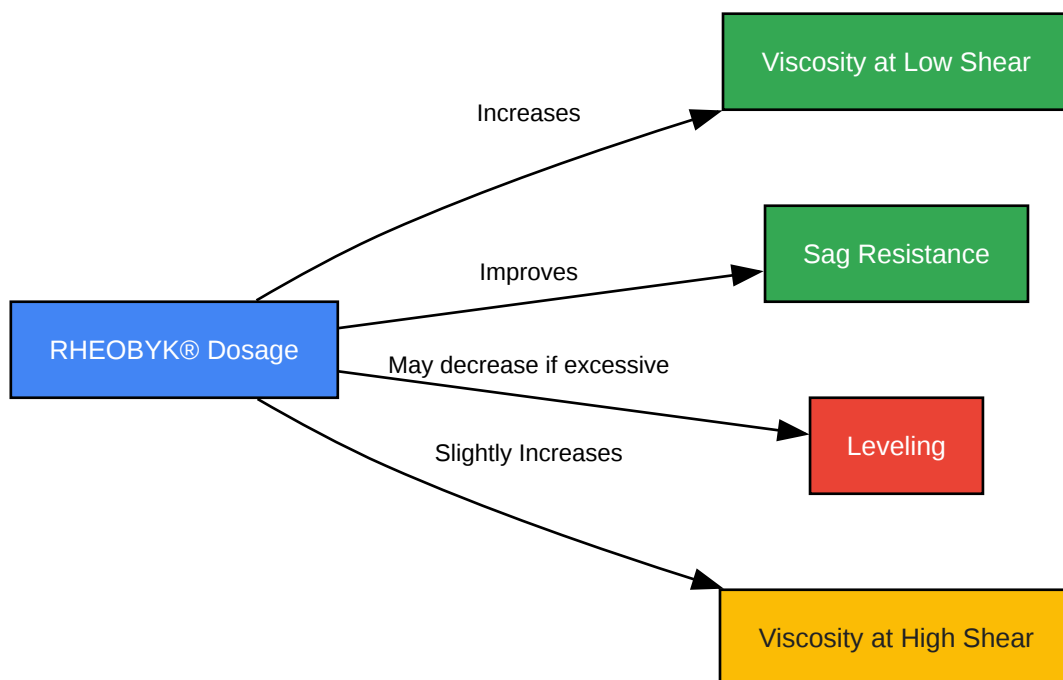 Viscosity at Low Shear
Increases
Sag Resistance
Improves
RHEOBYK® Dosage
May decrease if excessive
Leveling
Slightly Increases
Viscosity at High Shear